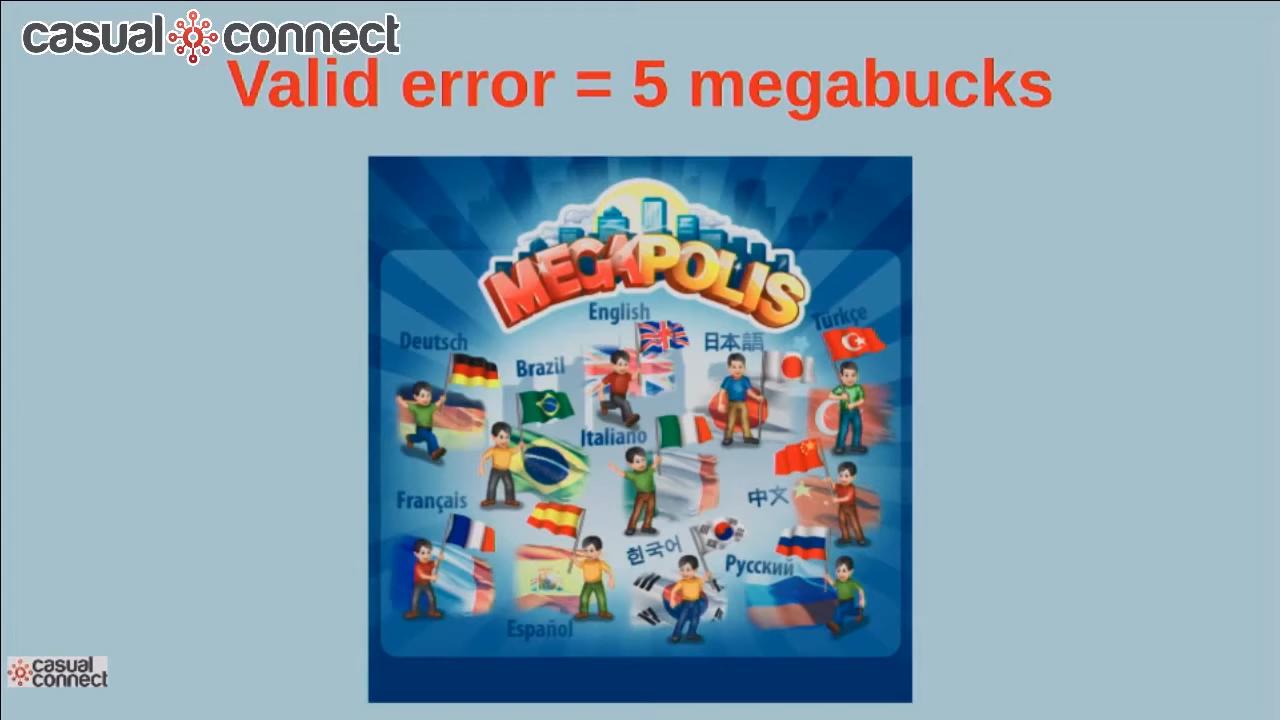 casual connect
Valid error = 5 megabucks
MEGAPOLIS
English
Türkçe
Deutsch
日本語
Brazil
Italiano
Français
中文
한국어
Русский
Español
casual
connect